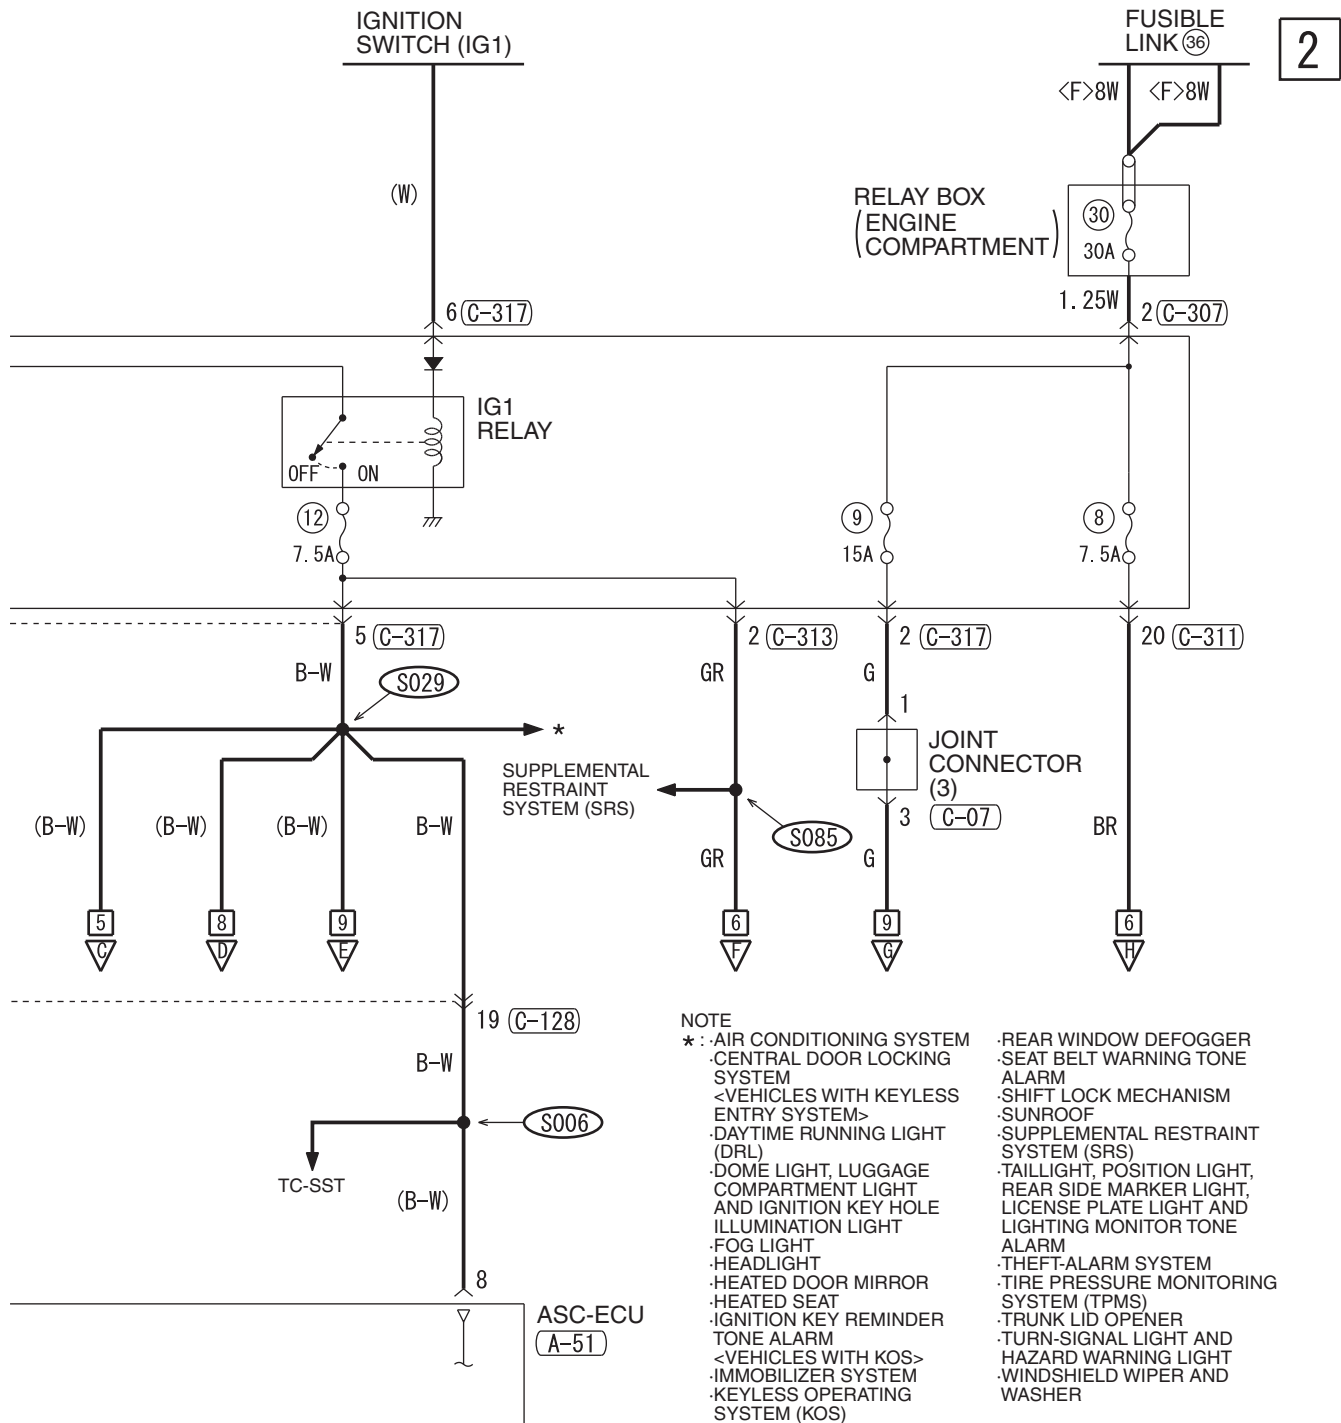 IGNITION
SWITCH (IG1)
FUSIBLE
LINK 36
2
<F>8W <F>8W
(W)
RELAY BOX
(ENGINE
COMPARTMENT)
30
30A
1.25W
6 C-317
2 C-307
IG1
RELAY
OFF ON
12
7.5A
9
15A
8
7.5A
5 C-317
2 C-313
2 C-317
20 C-311
B-W
S029
GR
G
1
*
JOINT
CONNECTOR
(3)
SUPPLEMENTAL
RESTRAINT
SYSTEM (SRS)
3 C-07
(B-W) (B-W) (B-W) B-W
S085
BR
GR
G
5 8 9 6 9 6
C D E F G H
19 C-128
B-W
S006
TC-SST
(B-W)
8
ASC-ECU
A-51
NOTE
* : ·AIR CONDITIONING SYSTEM
·CENTRAL DOOR LOCKING
SYSTEM
<VEHICLES WITH KEYLESS
ENTRY SYSTEM>
·DAYTIME RUNNING LIGHT
(DRL)
·DOME LIGHT, LUGGAGE
COMPARTMENT LIGHT
AND IGNITION KEY HOLE
ILLUMINATION LIGHT
·FOG LIGHT
·HEADLIGHT
·HEATED DOOR MIRROR
·HEATED SEAT
·IGNITION KEY REMINDER
TONE ALARM
<VEHICLES WITH KOS>
·IMMOBILIZER SYSTEM
·KEYLESS OPERATING
SYSTEM (KOS)
·REAR WINDOW DEFOGGER
·SEAT BELT WARNING TONE
ALARM
·SHIFT LOCK MECHANISM
·SUNROOF
·SUPPLEMENTAL RESTRAINT
SYSTEM (SRS)
·TAILLIGHT, POSITION LIGHT,
REAR SIDE MARKER LIGHT,
LICENSE PLATE LIGHT AND
LIGHTING MONITOR TONE
ALARM
·THEFT-ALARM SYSTEM
·TIRE PRESSURE MONITORING
SYSTEM (TPMS)
·TRUNK LID OPENER
·TURN-SIGNAL LIGHT AND
HAZARD WARNING LIGHT
·WINDSHIELD WIPER AND
WASHER